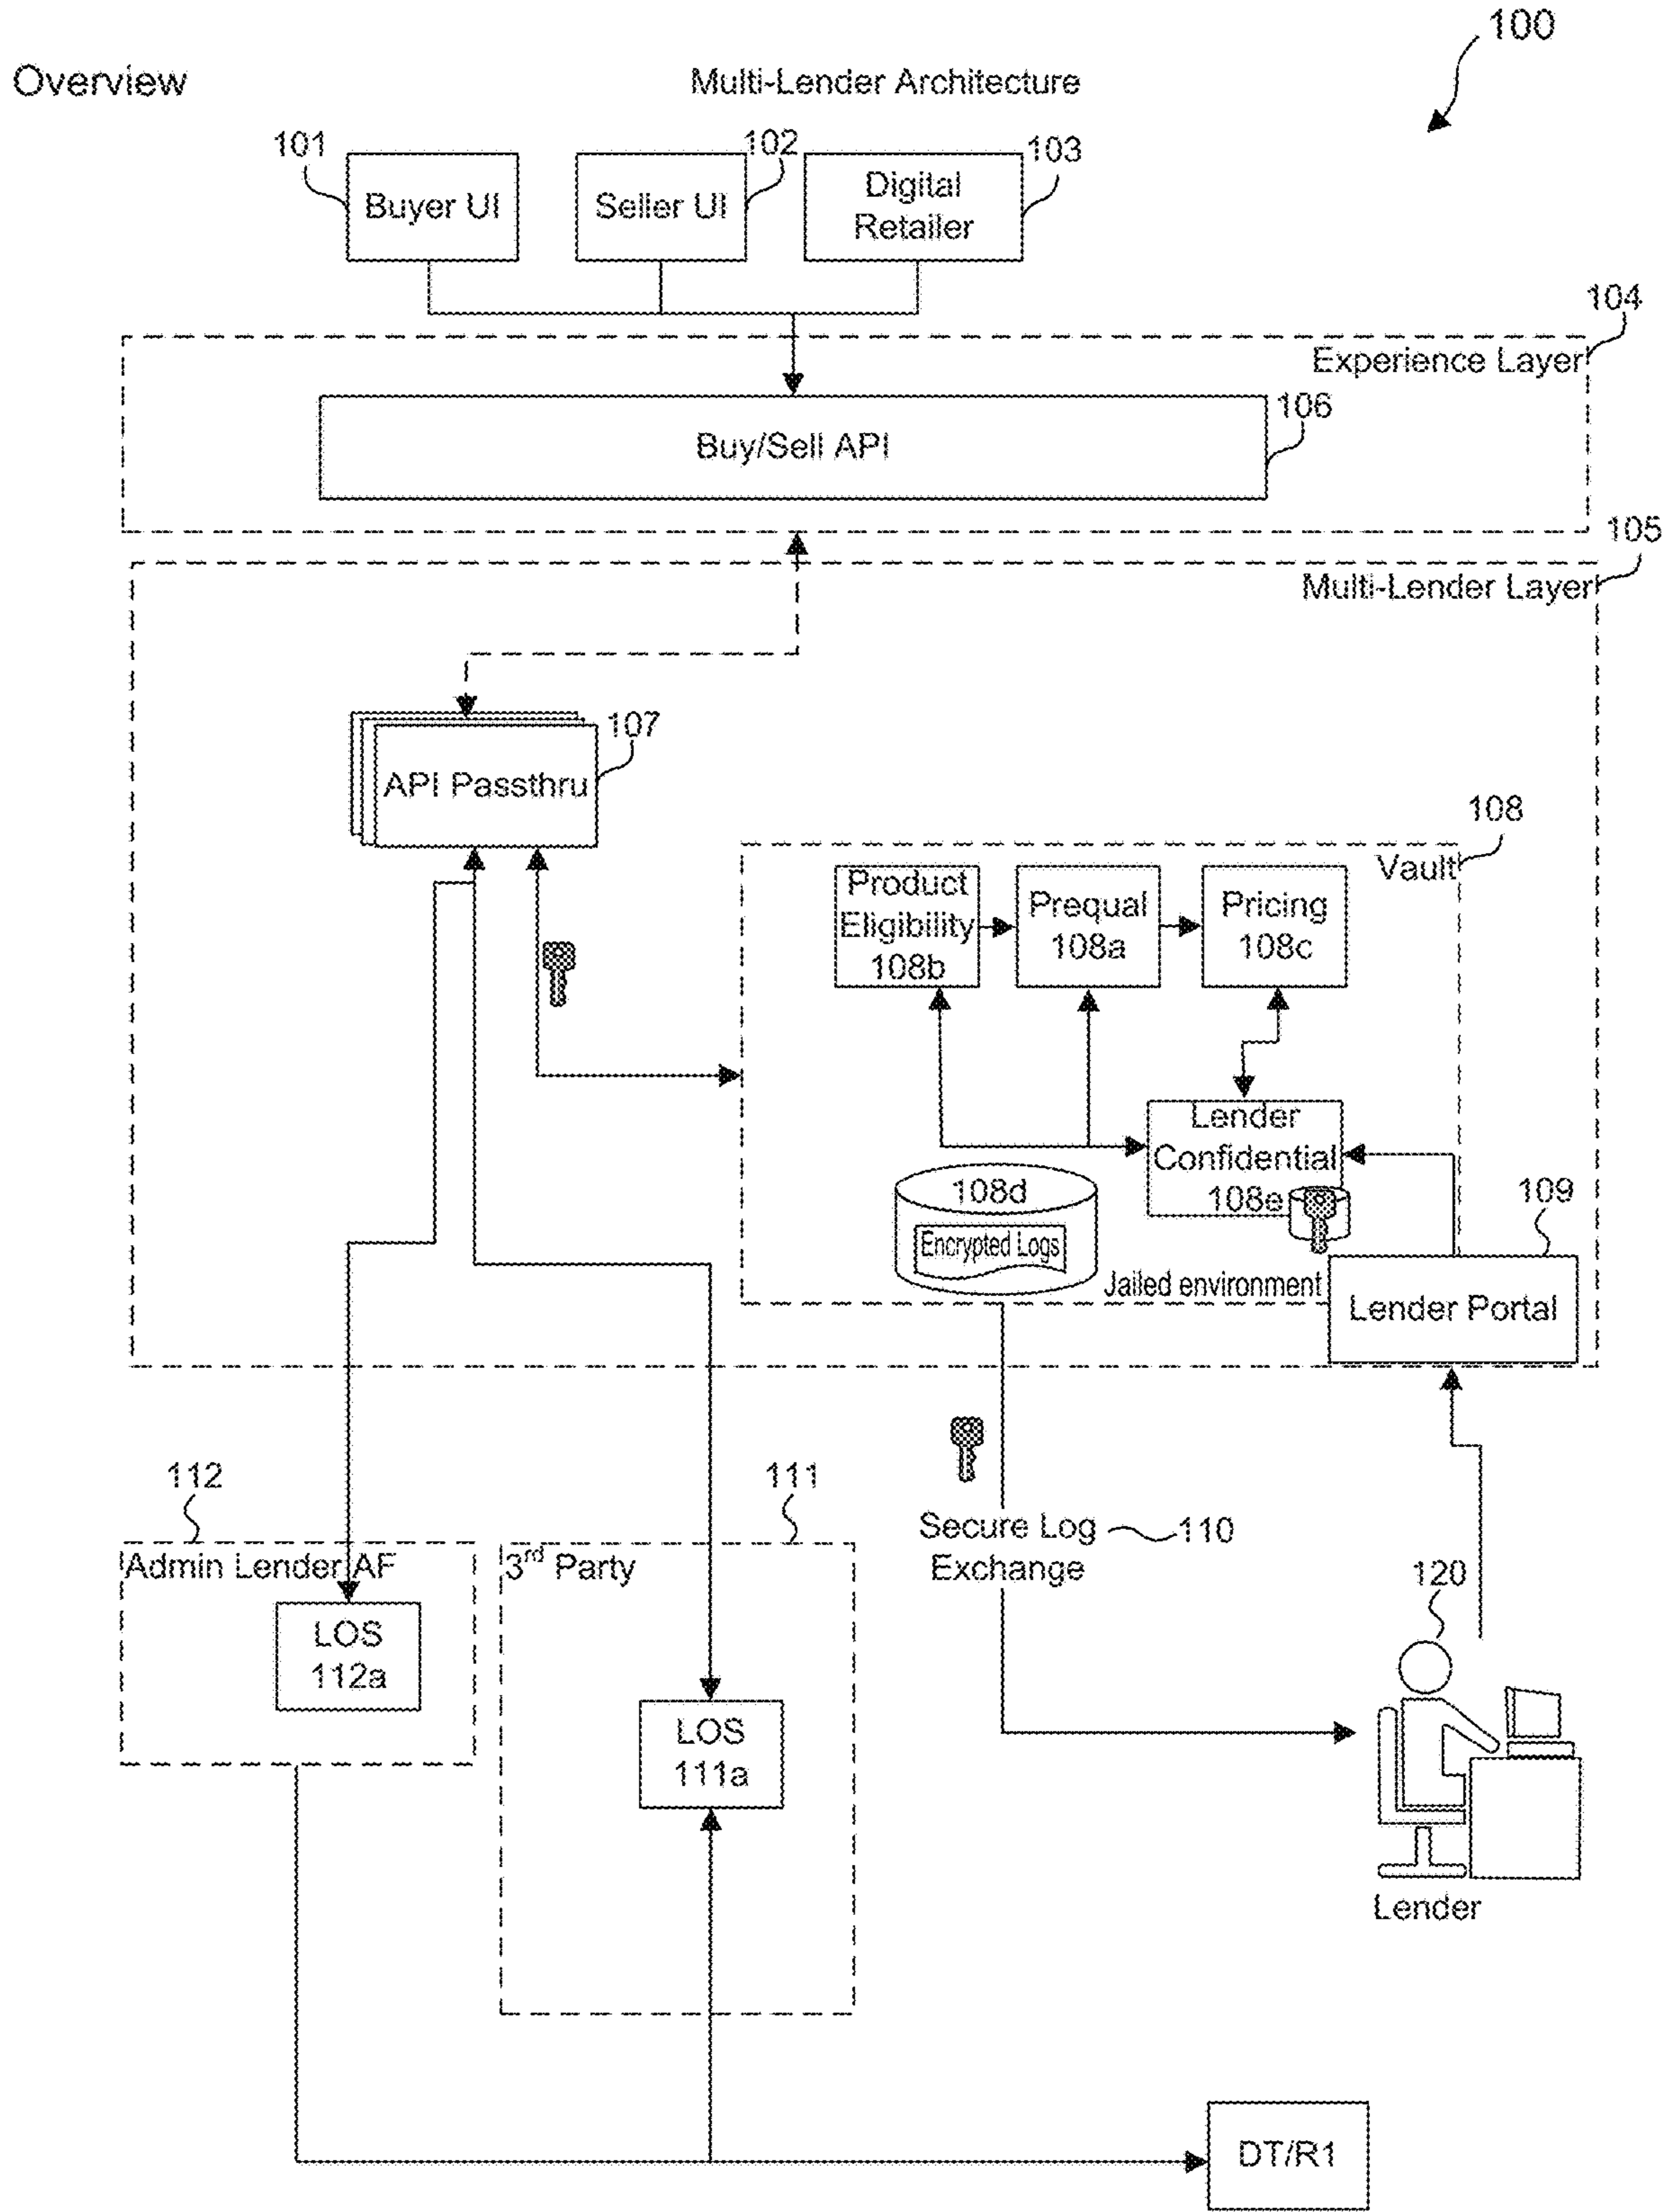 100
Overview
Multi-Lender Architecture
101
102
103
Buyer UI
Seller UI
Digital
Retailer
104
Experience Layer
106
Buy/Sell API
105
Multi-Lender Layer
107
API Passthru
108
Vault
Product
Eligibility
108b
Prequal
108a
Pricing
108c
Lender
Confidential
108e
108d
Encrypted Logs
Jailed environment
109
Lender Portal
112
111
Secure Log
Exchange
110
Admin Lender AF
3rd Party
LOS
112a
LOS
111a
120
Lender
DT/R1